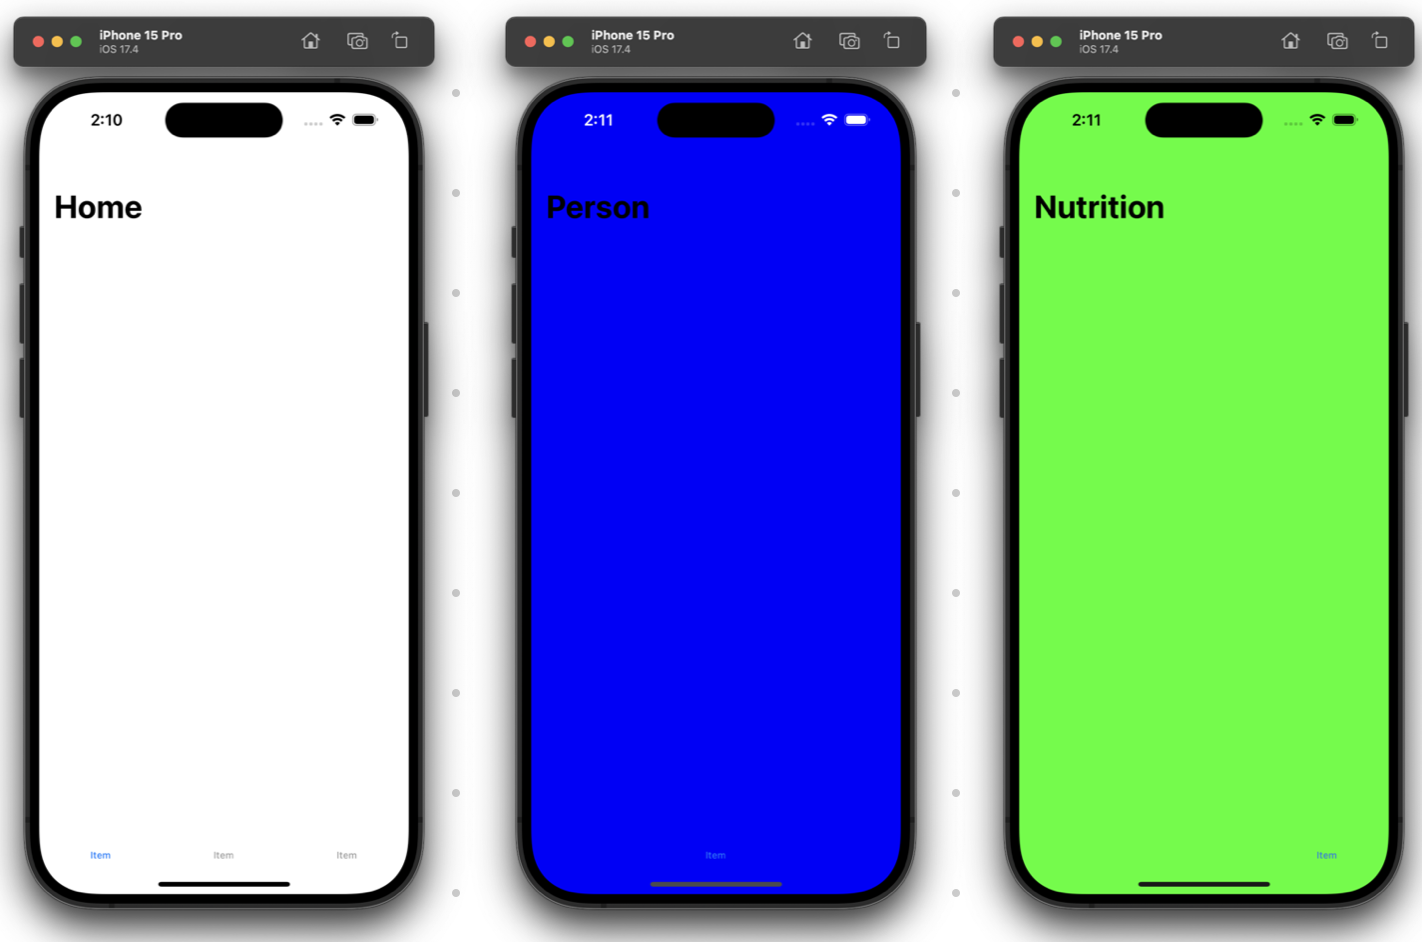 iPhone 15 Pro
iOS 17.4
2:10
Home
Item Item Item
iPhone 15 Pro
iOS 17.4
2:11
Person
Item
iPhone 15 Pro
iOS 17.4
2:11
Nutrition
Item